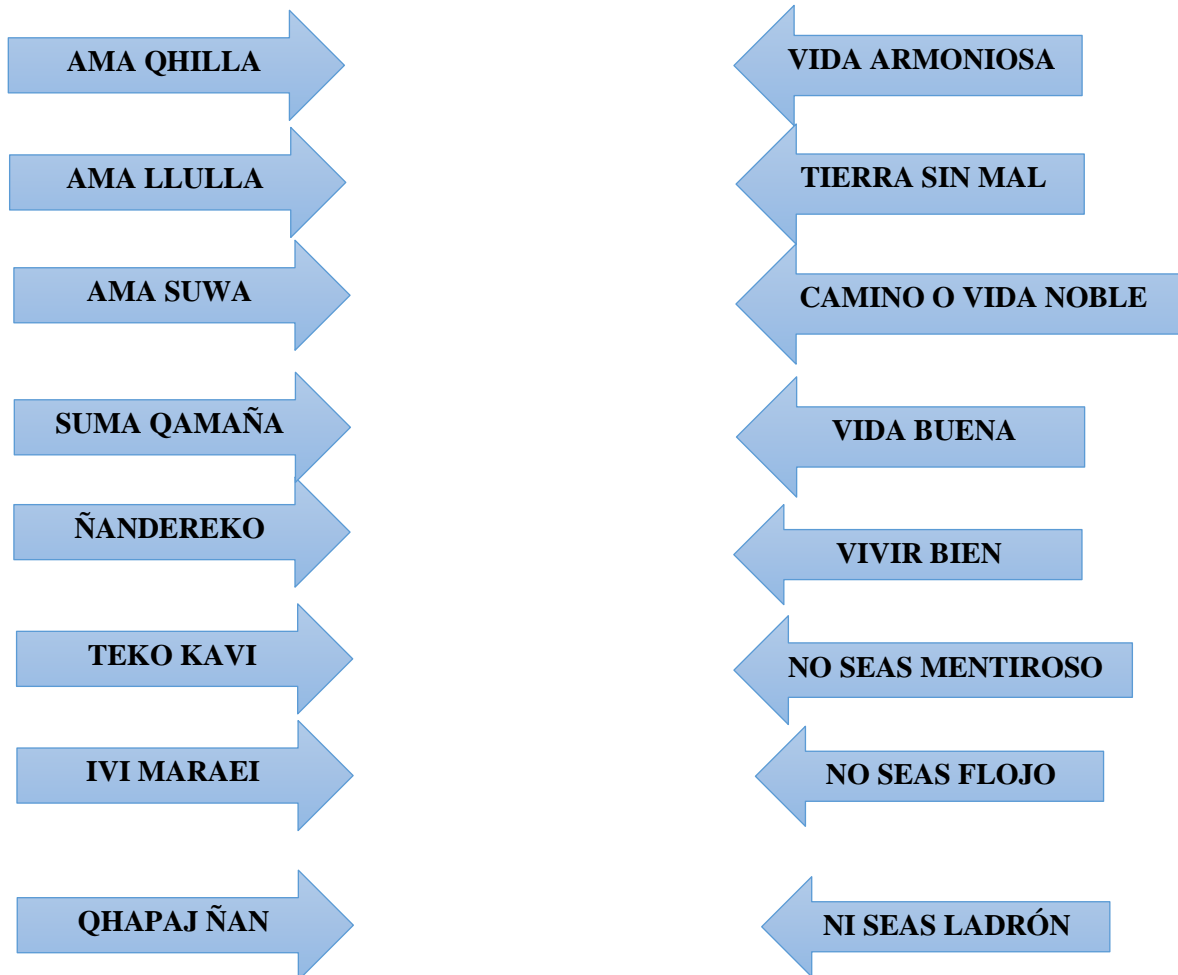 AMA QHILLA
VIDA ARMONIOSA
AMA LLULLA
TIERRA SIN MAL
AMA SUWA
CAMINO O VIDA NOBLE
SUMA QAMAÑA
VIDA BUENA
ÑANDEREKO
VIVIR BIEN
TEKO KAVI
NO SEAS MENTIROSO
IVI MARAEI
NO SEAS FLOJO
QHAPAJ ÑAN
NI SEAS LADRÓN